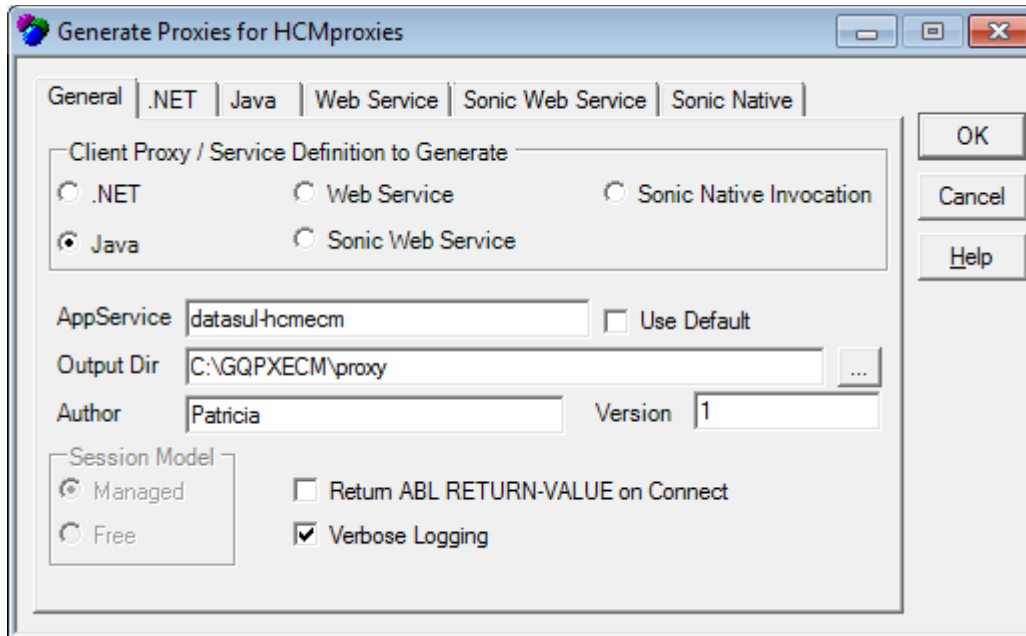 Generate Proxies for HCMproxies
General .NET Java Web Service Sonic Web Service Sonic Native
Client Proxy / Service Definition to Generate
.NET Web Service Sonic Native Invocation
Java Sonic Web Service
AppService datasul-hcmecm Use Default
Output Dir C:\GQPXECM\proxy ...
Author Patricia Version 1
Session Model
Managed Return ABL RETURN-VALUE on Connect
Free Verbose Logging
OK
Cancel
Help